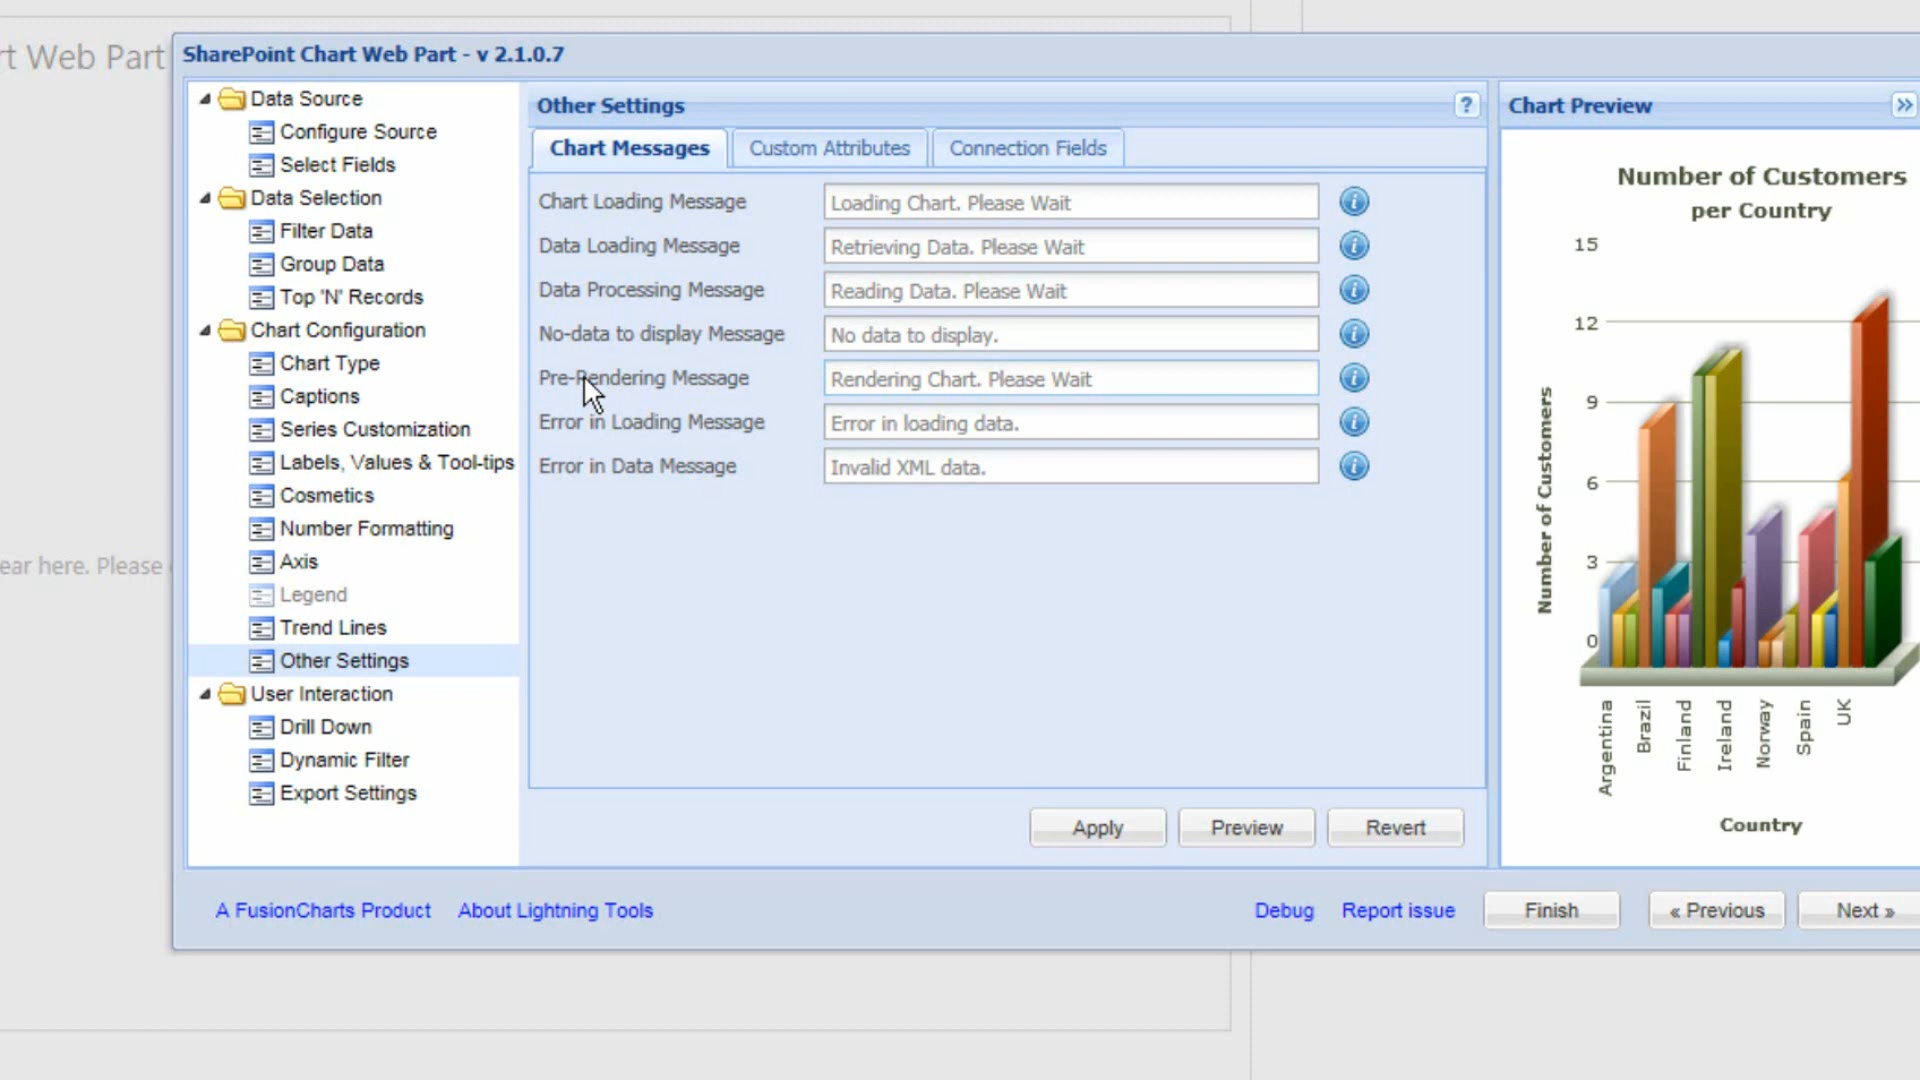 rt Web Part
SharePoint Chart Web Part - v 2.1.0.7
Data Source
Configure Source
Select Fields
Data Selection
Filter Data
Group Data
Top 'N' Records
Chart Configuration
Chart Type
Captions
Series Customization
Labels, Values & Tool-tips
Cosmetics
Number Formatting
Axis
Legend
Trend Lines
Other Settings
User Interaction
Drill Down
Dynamic Filter
Export Settings
ear here. Please
Other Settings ?
Chart Messages Custom Attributes Connection Fields
Chart Loading Message Loading Chart. Please Wait
Data Loading Message Retrieving Data. Please Wait
Data Processing Message Reading Data. Please Wait
No-data to display Message No data to display.
Pre-Rendering Message Rendering Chart. Please Wait
Error in Loading Message Error in loading data.
Error in Data Message Invalid XML data.
Apply Preview Revert
Chart Preview »
Number of Customers
per Country
15
12
9
6
3
0
Number of Customers
Argentina
Brazil
Finland
Ireland
Norway
Spain
UK
Country
A FusionCharts Product About Lightning Tools Debug Report issue Finish « Previous Next »